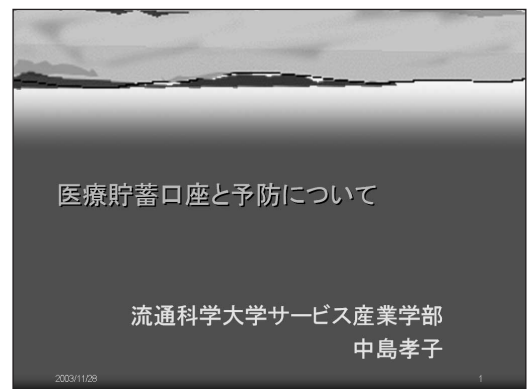 医療貯蓄口座と予防について
流通科学大学サービス産業学部
中島孝子
2003/11/28
1